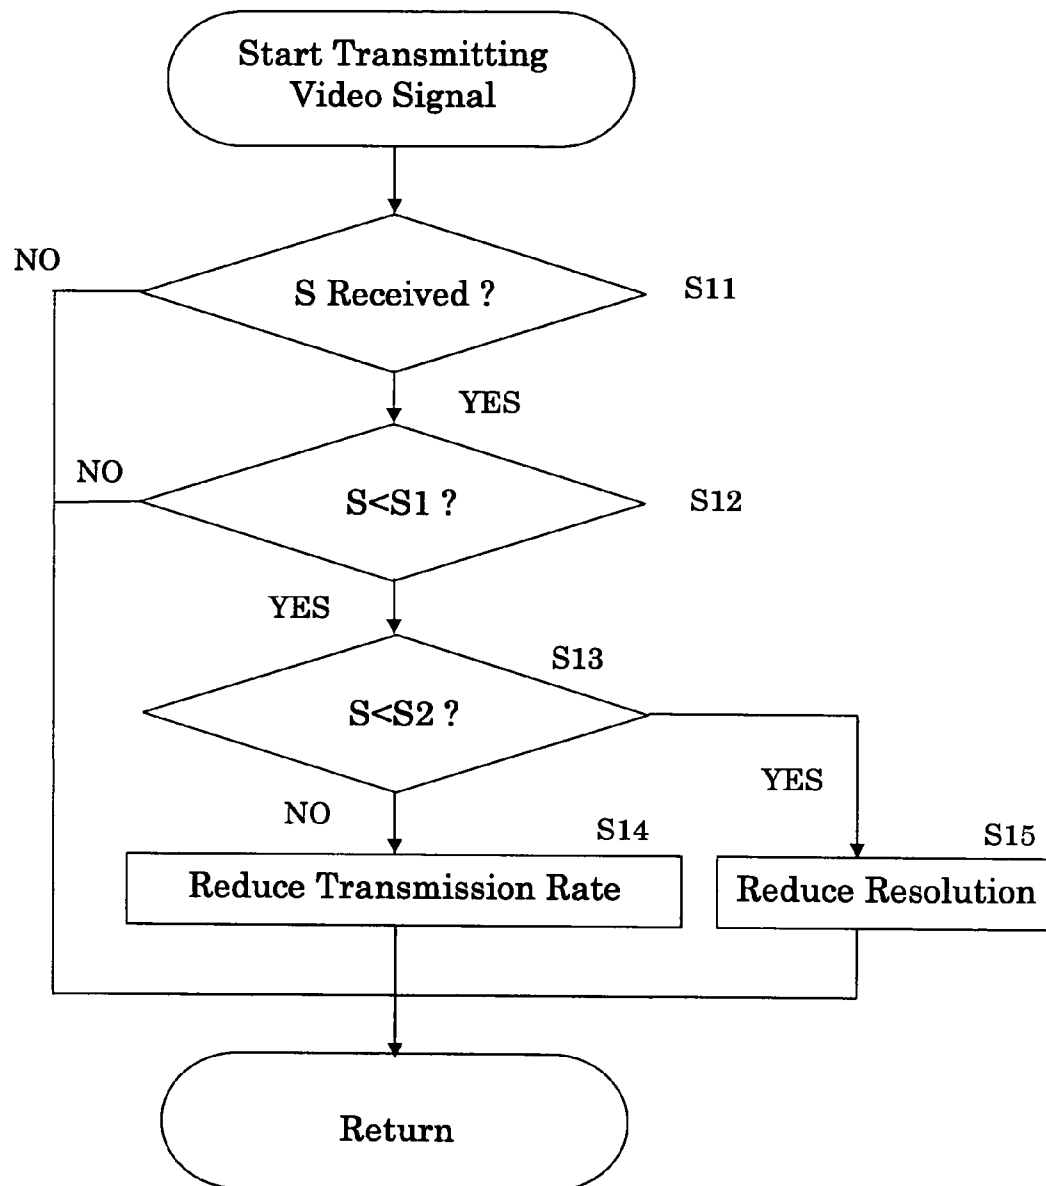 Start Transmitting
Video Signal
NO
S Received ?
S11
YES
NO
S<S1 ?
S12
YES
S13
S<S2 ?
YES
NO
S14
S15
Reduce Transmission Rate
Reduce Resolution
Return